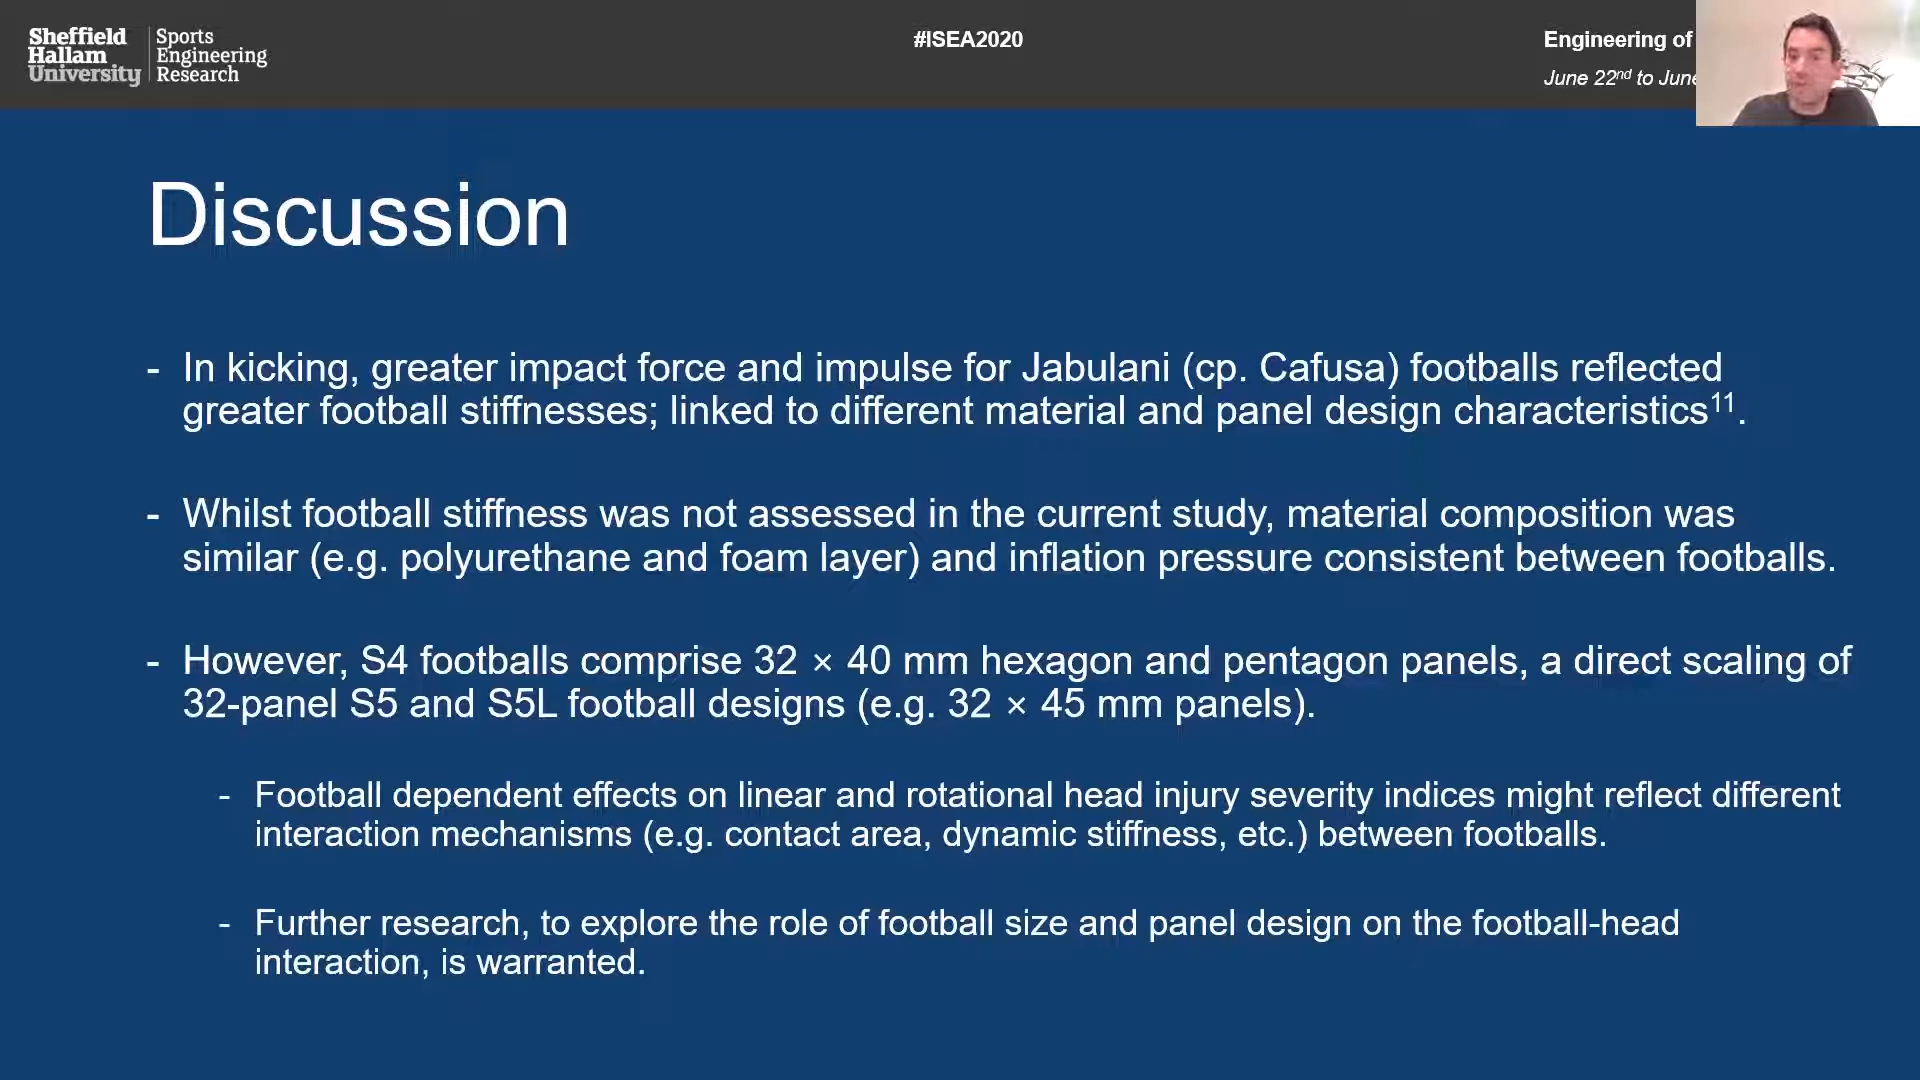 Sheffield
Hallam
University
Sports
Engineering
Research
#ISEA2020
Engineering of
June 22nd to June
Discussion
- In kicking, greater impact force and impulse for Jabulani (cp. Cafusa) footballs reflected
greater football stiffnesses; linked to different material and panel design characteristics11.
- Whilst football stiffness was not assessed in the current study, material composition was
similar (e.g. polyurethane and foam layer) and inflation pressure consistent between footballs.
- However, S4 footballs comprise 32 × 40 mm hexagon and pentagon panels, a direct scaling of
32-panel S5 and S5L football designs (e.g. 32 × 45 mm panels).
- Football dependent effects on linear and rotational head injury severity indices might reflect different
interaction mechanisms (e.g. contact area, dynamic stiffness, etc.) between footballs.
- Further research, to explore the role of football size and panel design on the football-head
interaction, is warranted.